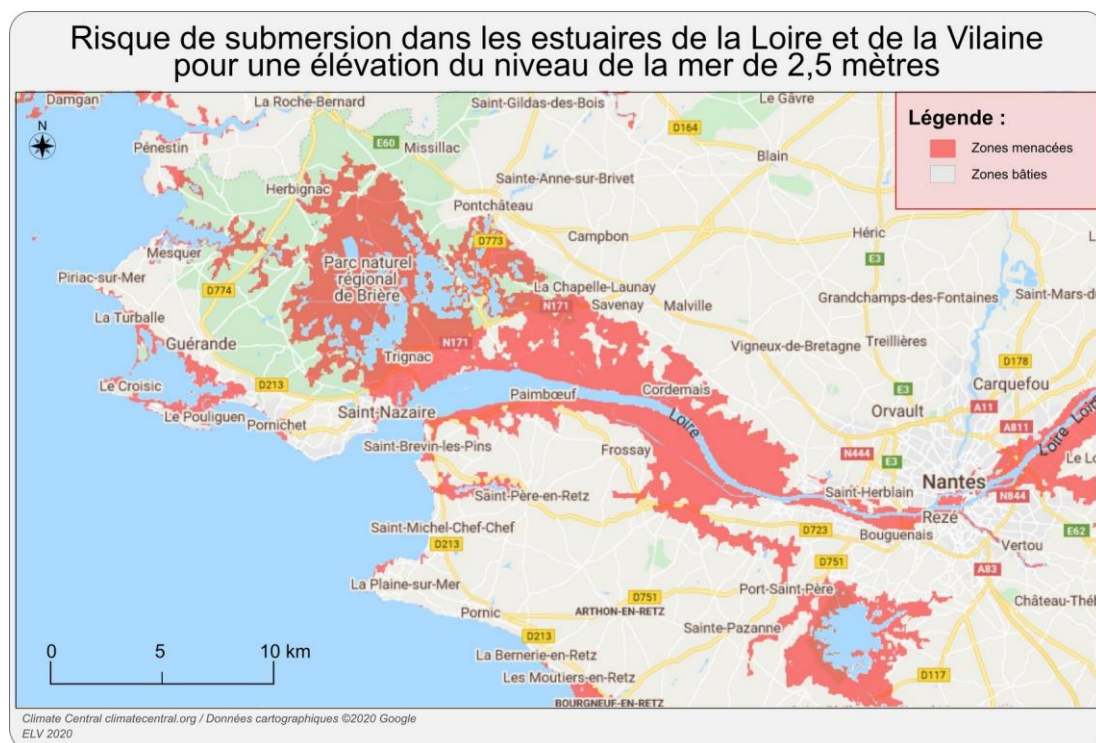 Risque de submersion dans les estuaires de la Loire et de la Vilaine
pour une élévation du niveau de la mer de 2,5 mètres
Damgan
La Roche-Bernard
Saint-Gildas-des-Bois
Le Gâvre
Légende :
Zones menacées
Zones bâties
N
D164
E60
Missillac
Pénestin
Blain
Sainte-Anne-sur-Brivet
Herbignac
Pontchâteau
D773
Campbon
Héric
Mesquer
E3
Parc naturel
régional
de Brière
Piriac-sur-Mer
D774
La Chapelle-Launay
N171
Savenay
Malville
Grandchamps-des-Fontaines
Saint-Mars-du
La Turballe
Guérande
N171
Trignac
Vigneux-de-Bretagne
Treillières
D178
Le Croisic
D213
Cordemais
E3
Carquefou
Paimbœuf
Le Pouliguen
Saint-Nazaire
Orvault
A11
Pornichet
Loire
A811
Loire
Loire
Saint-Brevin-les-Pins
Frossay
N444
E3
Le Lo
Nantes
Saint-Père-en-Retz
Saint-Herblain
N844
Rezé
Saint-Michel-Chef-Chef
D723
Bouguenais
E62
D213
Vertou
D751
A83
La Plaine-sur-Mer
Port-Saint-Père
D751
Château-Théb
Pornic
ARTHON-EN-RETZ
Sainte-Pazanne
D213
0 5 10 km
La Bernerie-en-Retz
Les Moutiers-en-Retz
D117
BOURGNEUF-EN-RETZ
Climate Central climatecentral.org / Données cartographiques ©2020 Google
ELV 2020